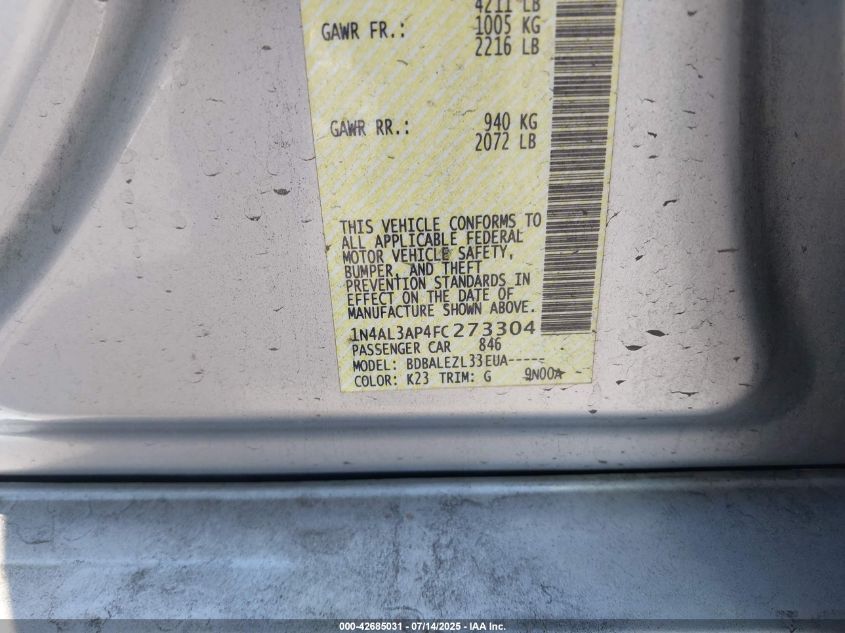 4211 LB
GAWR FR.: 1005 KG
2216 LB
GAWR RR.: 940 KG
2072 LB
THIS VEHICLE CONFORMS TO
ALL APPLICABLE FEDERAL
MOTOR VEHICLE SAFETY,
BUMPER, AND THEFT
PREVENTION STANDARDS IN
EFFECT ON THE DATE OF
MANUFACTURE SHOWN ABOVE.
1N4AL3AP4FC273304
PASSENGER CAR 846
MODEL: BDBALEZL33EUA-----
COLOR: K23 TRIM: G 9N00A
000-42685031 - 07/14/2025 - IAA Inc.